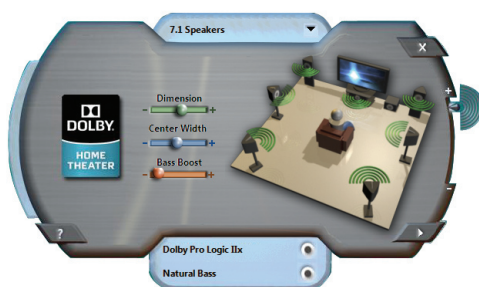 7.1 Speakers
X
+
Dimension
- +
DOLBY.
Center Width
- +
HOME
THEATER
Bass Boost
- +
-
?
Dolby Pro Logic IIx
Natural Bass